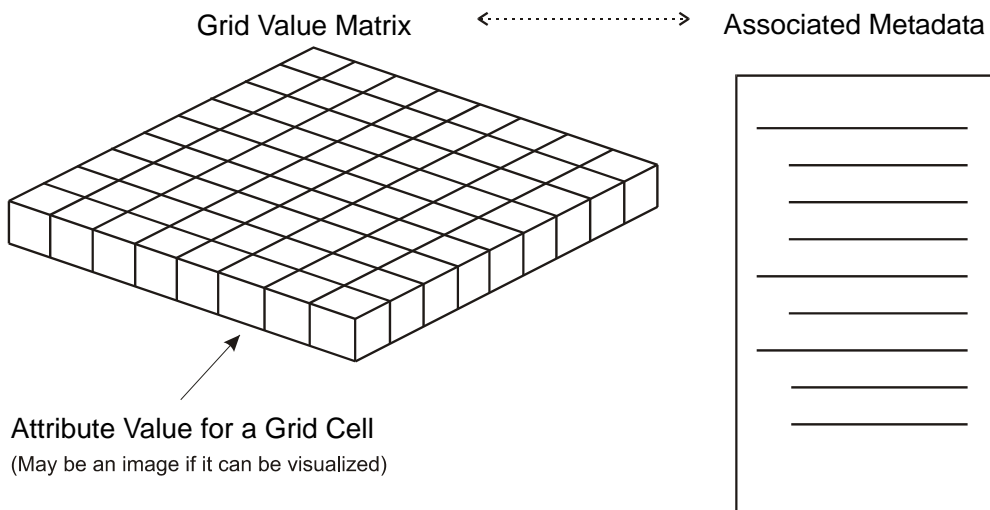 Grid Value Matrix
Associated Metadata
Attribute Value for a Grid Cell
(May be an image if it can be visualized)